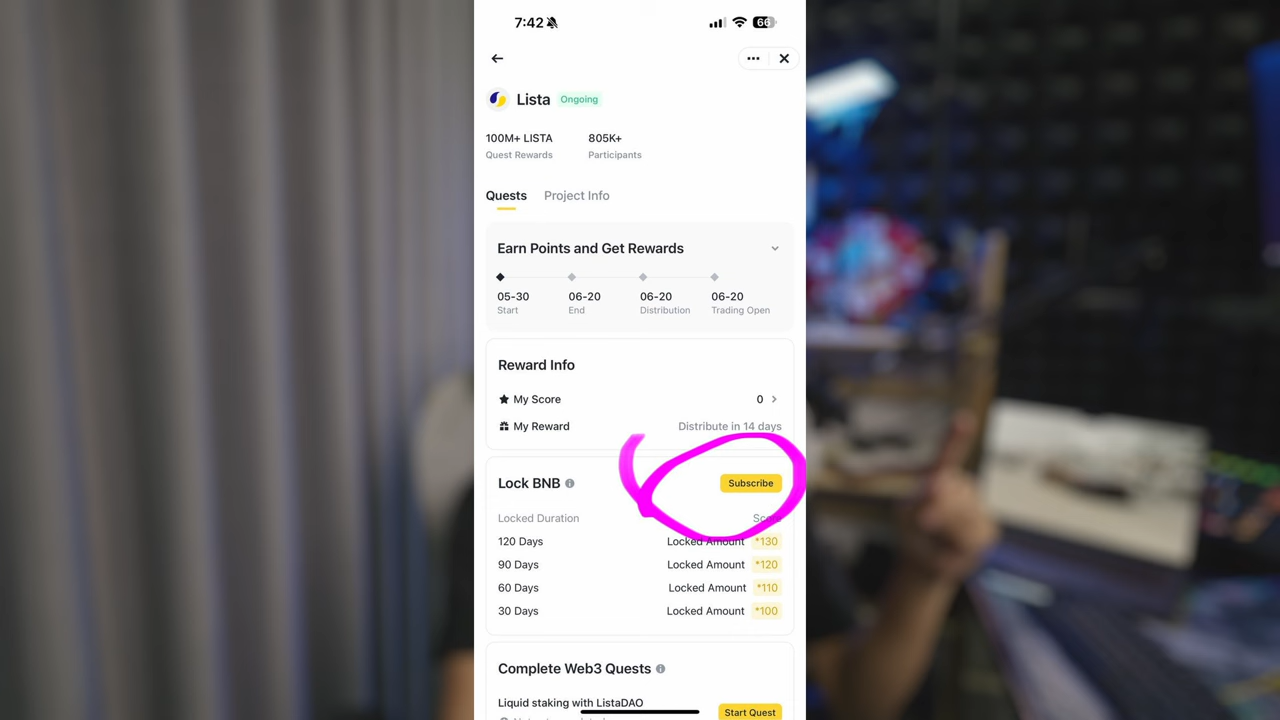 7:42 66
Lista Ongoing
100M+ LISTA 805K+
Quest Rewards Participants
Quests Project Info
Earn Points and Get Rewards
05-30 06-20 06-20 06-20
Start End Distribution Trading Open
Reward Info
My Score 0
My Reward Distribute in 14 days
Lock BNB Subscribe
Locked Duration
120 Days Locked Amount *130
90 Days Locked Amount *120
60 Days Locked Amount *110
30 Days Locked Amount *100
Complete Web3 Quests
Liquid staking with ListaDAO
Start Quest